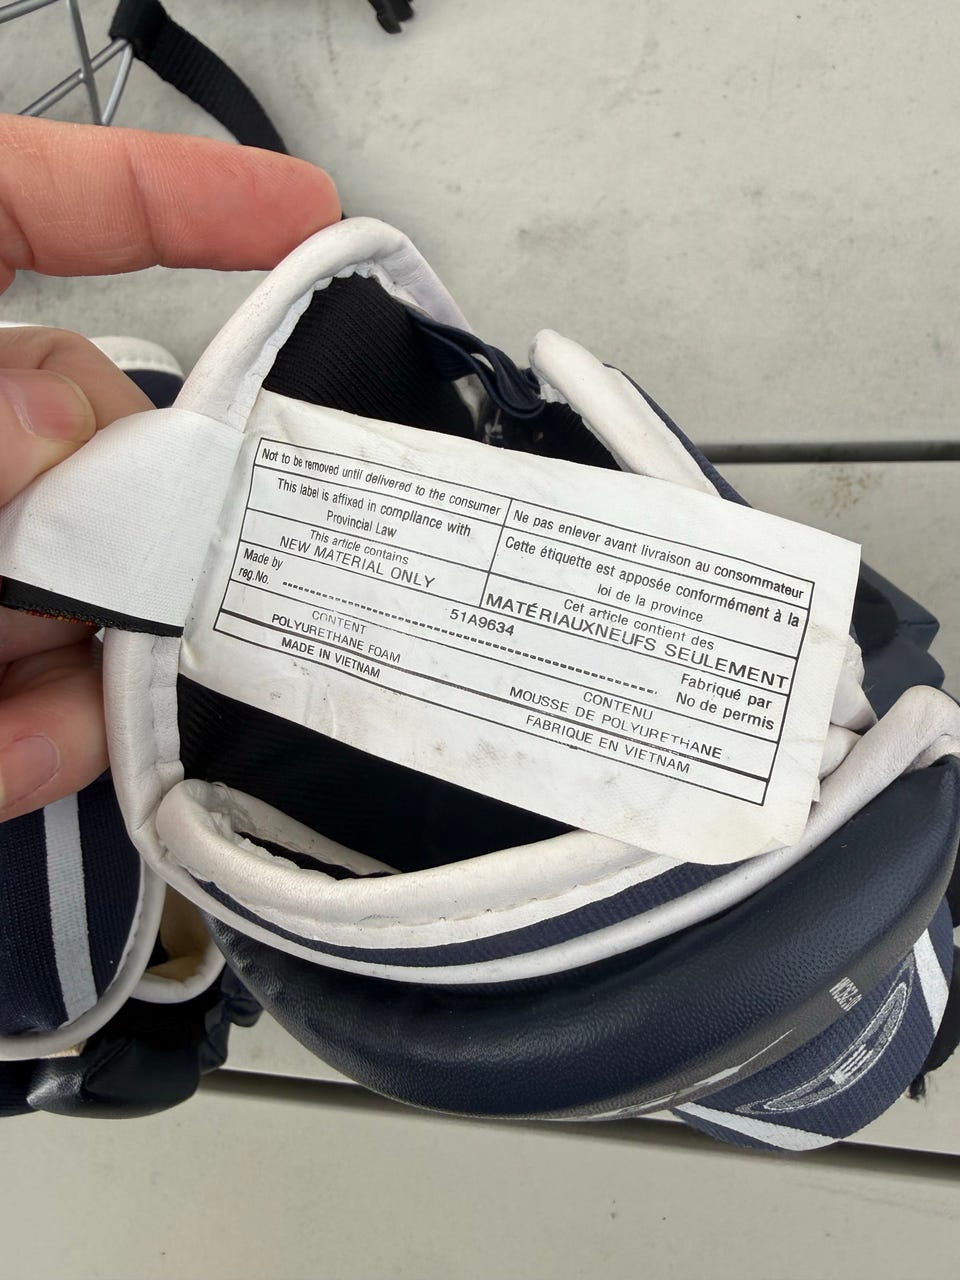 Not to be removed until delivered to the consumer
This label is affixed in compliance with
Provincial Law
This article contains
NEW MATERIAL ONLY
Made by
reg.No.
51A9634
CONTENT
POLYURETHANE FOAM
MADE IN VIETNAM
Ne pas enlever avant livraison au consommateur
Cette étiquette est apposée conformément à la
loi de la province
Cet article contient des
MATÉRIAUXNEUFS SEULEMENT
Fabriqué par
No de permis
CONTENU
MOUSSE DE POLYURETHANE
FABRIQUE EN VIETNAM